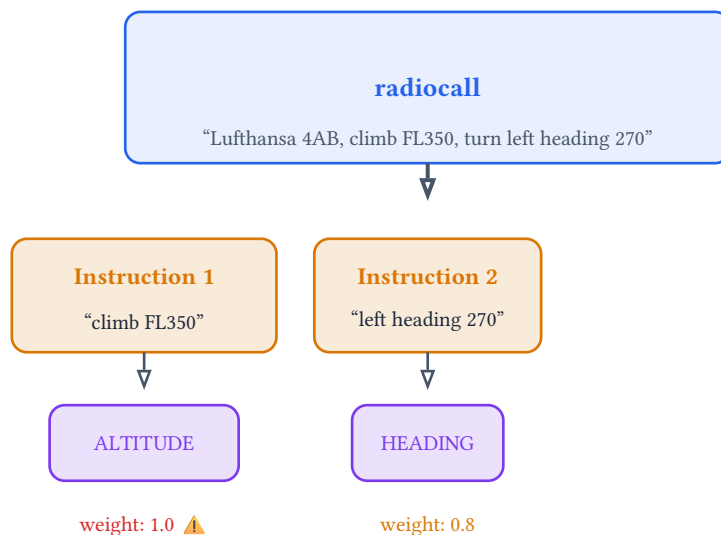 radiocall
“Lufthansa 4AB, climb FL350, turn left heading 270”
Instruction 1
“climb FL350”
Instruction 2
“left heading 270”
ALTITUDE
HEADING
weight: 1.0 ⚠
weight: 0.8